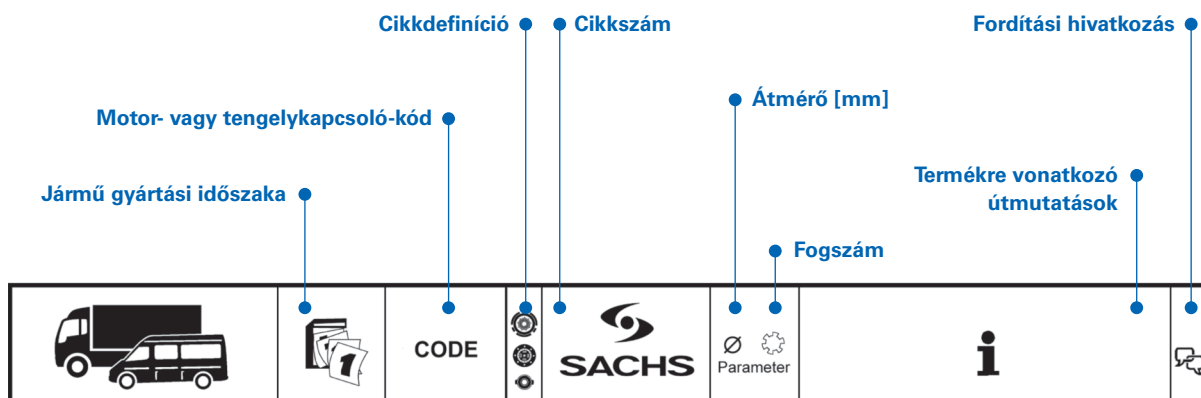 Cikkdefiníció
Cikkszám
Fordítási hivatkozás
Átmérő [mm]
Motor- vagy tengelykapcsoló-kód
Termékre vonatkozó
útmutatások
Jármű gyártási időszaka
Fogszám
1
CODE
SACHS
Ø
Parameter
i